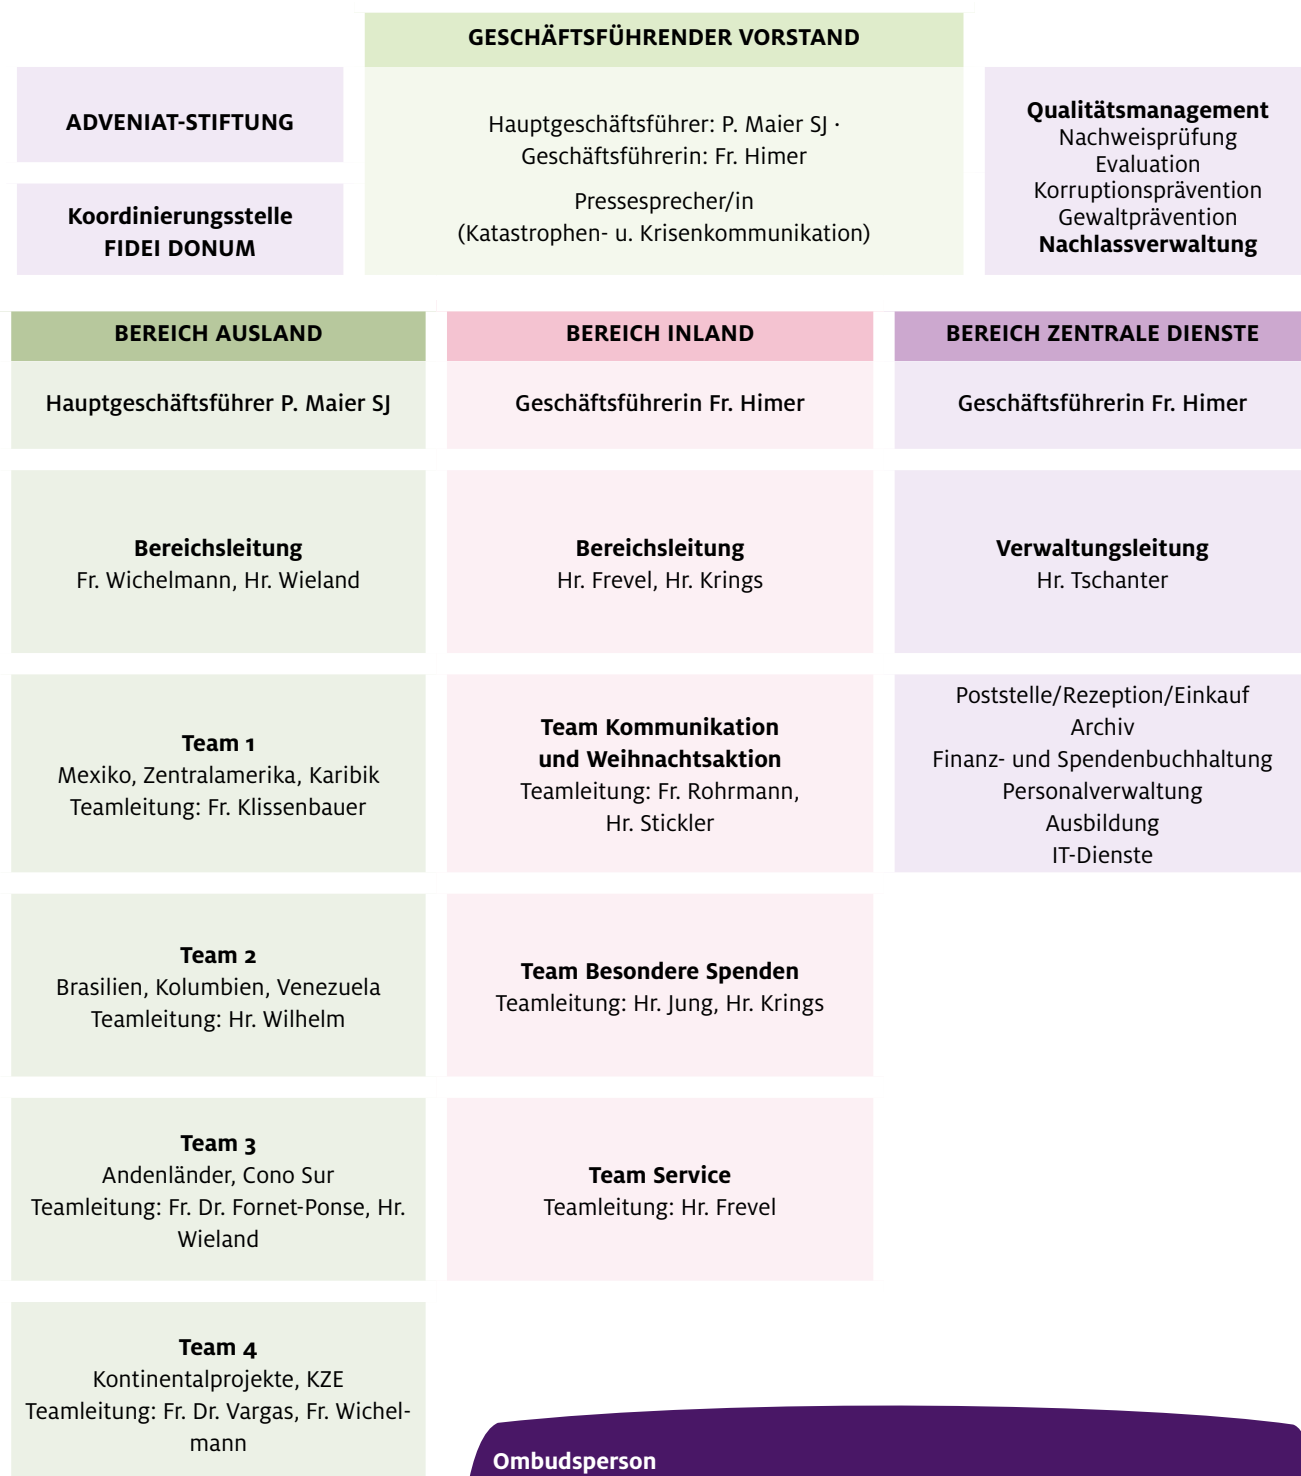 GESCHÄFTSFÜHRENDER VORSTAND
ADVENIAT-STIFTUNG
Koordinierungsstelle
FIDEI DONUM
Hauptgeschäftsführer: P. Maier SJ ·
Geschäftsführerin: Fr. Himer
Pressesprecher/in
(Katastrophen- u. Krisenkommunikation)
Qualitätsmanagement
Nachweisprüfung
Evaluation
Korruptionsprävention
Gewaltprävention
Nachlassverwaltung
BEREICH AUSLAND
Hauptgeschäftsführer P. Maier SJ
Bereichsleitung
Fr. Wichelmann, Hr. Wieland
Team 1
Mexiko, Zentralamerika, Karibik
Teamleitung: Fr. Klissenbauer
Team 2
Brasilien, Kolumbien, Venezuela
Teamleitung: Hr. Wilhelm
Team 3
Andenländer, Cono Sur
Teamleitung: Fr. Dr. Fornet-Ponse, Hr.
Wieland
Team 4
Kontinentalprojekte, KZE
Teamleitung: Fr. Dr. Vargas, Fr. Wichel-
mann
BEREICH INLAND
Geschäftsführerin Fr. Himer
Bereichsleitung
Hr. Frevel, Hr. Krings
Team Kommunikation
und Weihnachtsaktion
Teamleitung: Fr. Rohrmann,
Hr. Stickler
Team Besondere Spenden
Teamleitung: Hr. Jung, Hr. Krings
Team Service
Teamleitung: Hr. Frevel
BEREICH ZENTRALE DIENSTE
Geschäftsführerin Fr. Himer
Verwaltungsleitung
Hr. Tschanter
Poststelle/Rezeption/Einkauf
Archiv
Finanz- und Spendenbuchhaltung
Personalverwaltung
Ausbildung
IT-Dienste
Ombudsperson